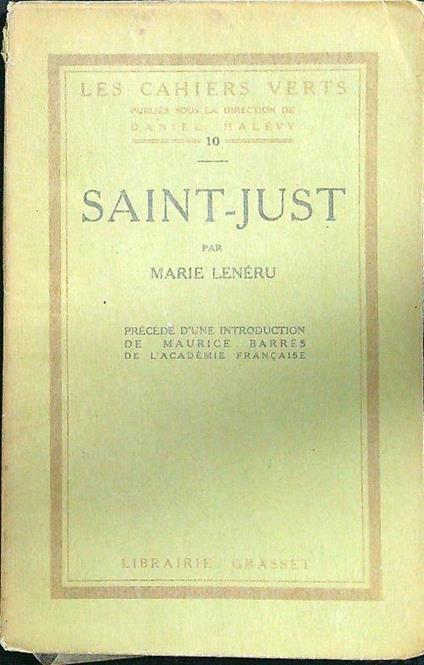 LES CAHIERS VERTS
PUBLIÉS SOUS LA DIRECTION DE
DANIEL HALÉVY
10
SAINT-JUST
PAR
MARIE LENÉRU
PRÉCÉDÉ D'UNE INTRODUCTION
DE MAURICE BARRES
DE L'ACADÉMIE FRANÇAISE
LIBRAIRIE GRASSET